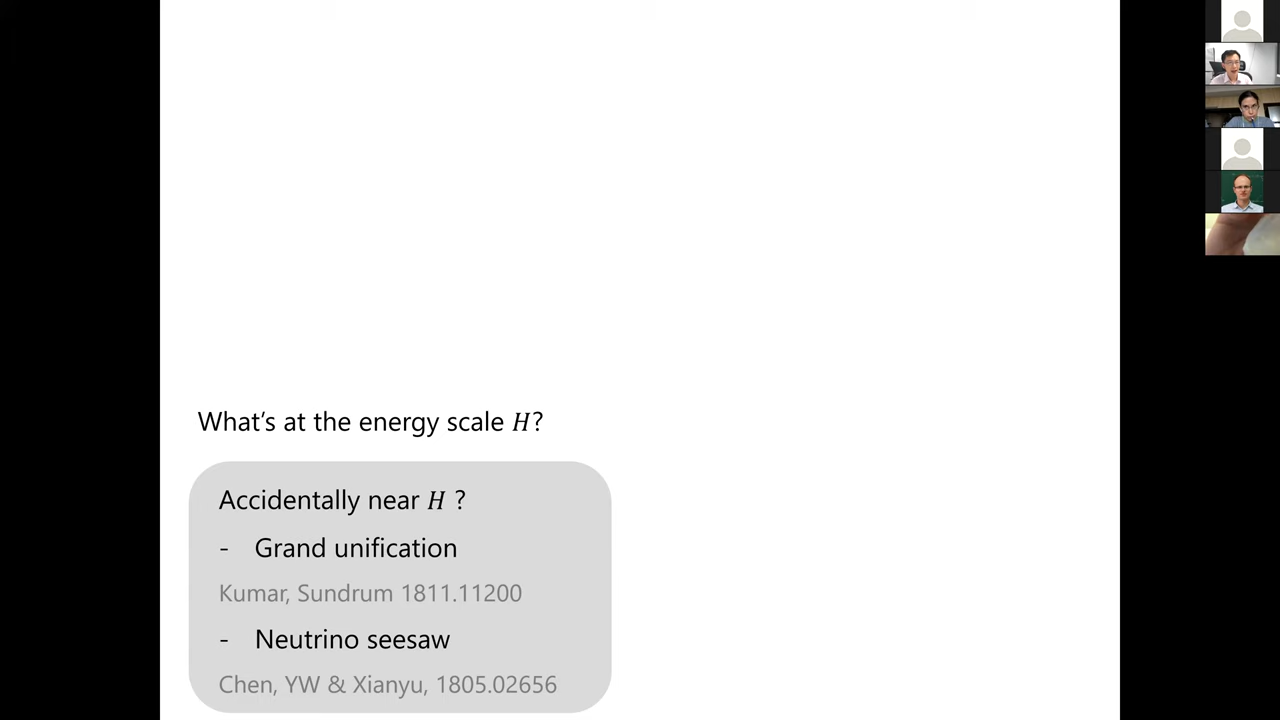 What's at the energy scale H?
Accidentally near H ?
- Grand unification
Kumar, Sundrum 1811.11200
- Neutrino seesaw
Chen, YW & Xianyu, 1805.02656